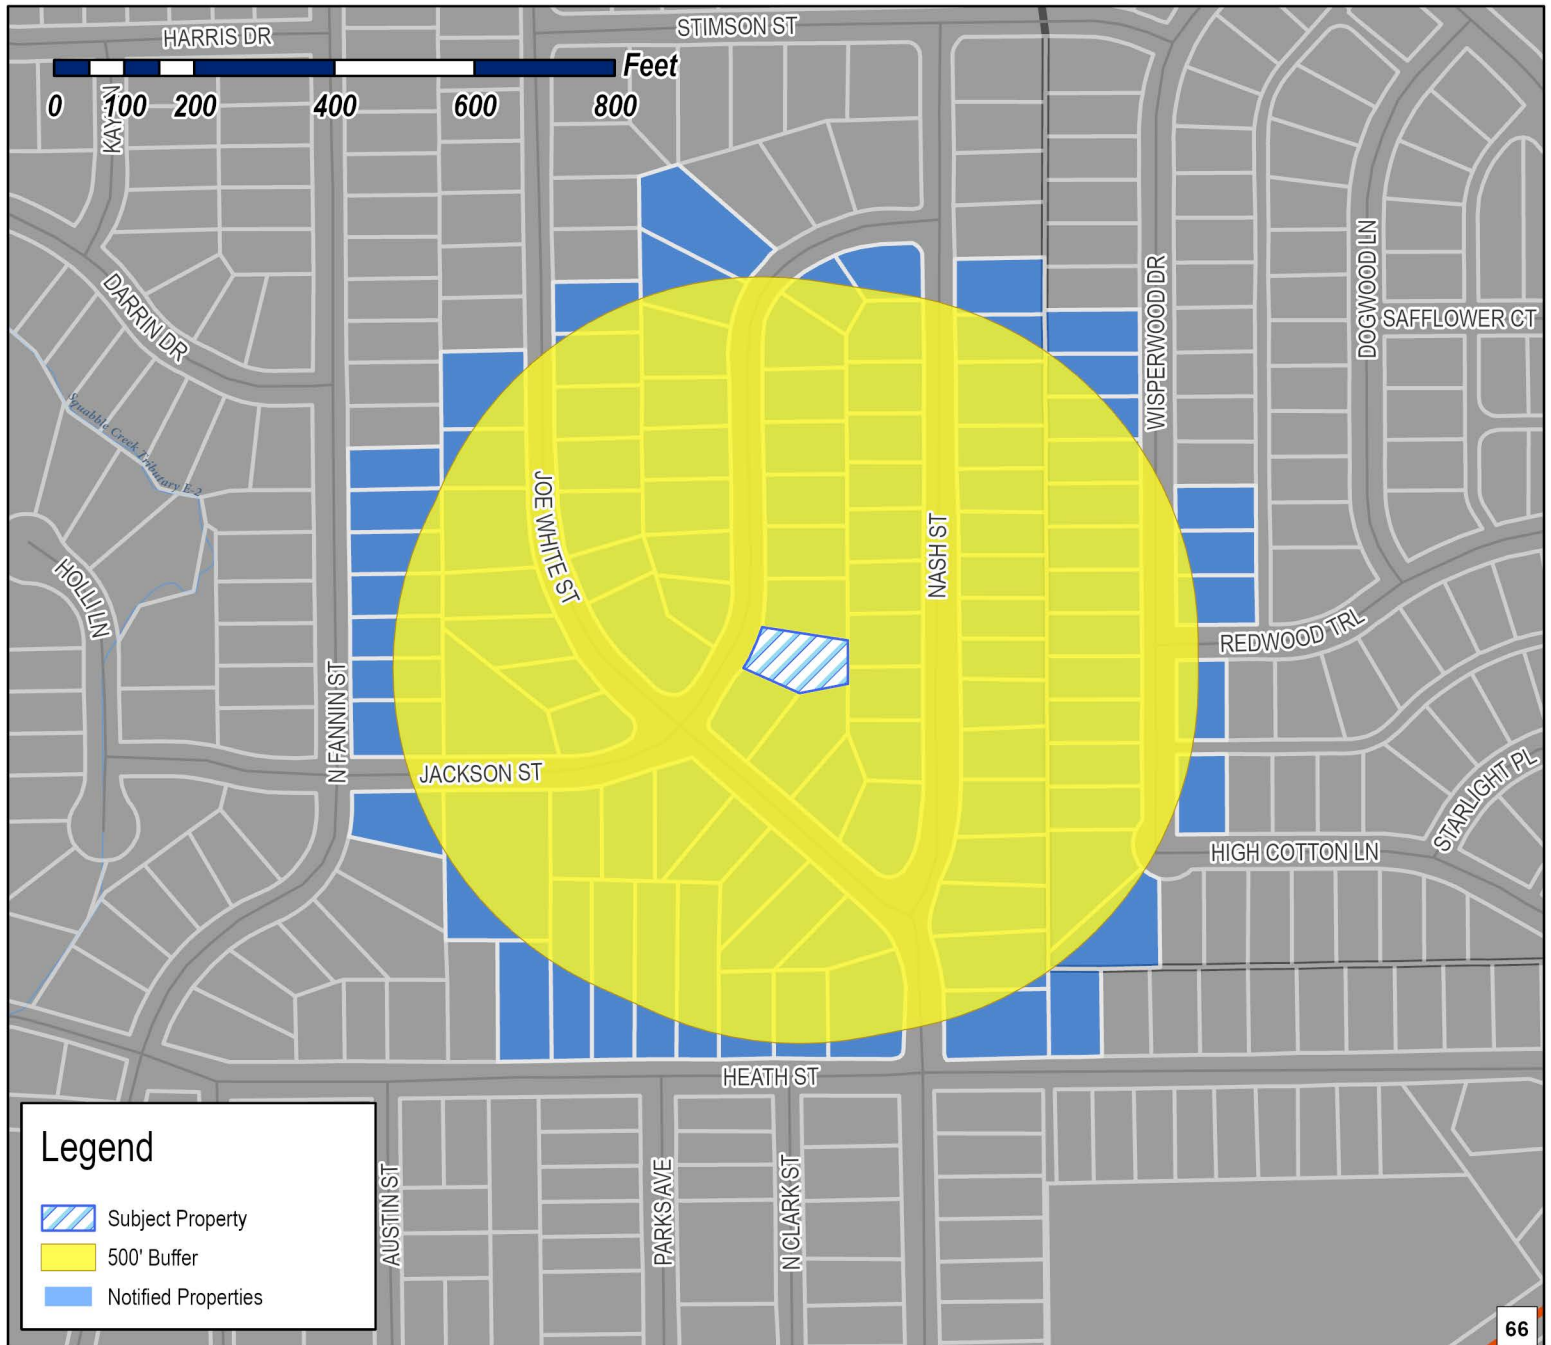 HARRIS DR
STIMSON ST
Feet
0 100 200 400 600 800
KAY LN
DARRIN DR
Squabble Creek Tributary E-2
HOLLI LN
N FANNIN ST
JACKSON ST
JOE WHITE ST
NASH ST
WISPERWOOD DR
DOGWOOD LN
SAFFLOWER CT
REDWOOD TRL
STARLIGHT PL
HIGH COTTON LN
HEATH ST
AUSTIN ST
PARKS AVE
N CLARK ST
Legend
Subject Property
500' Buffer
Notified Properties
66